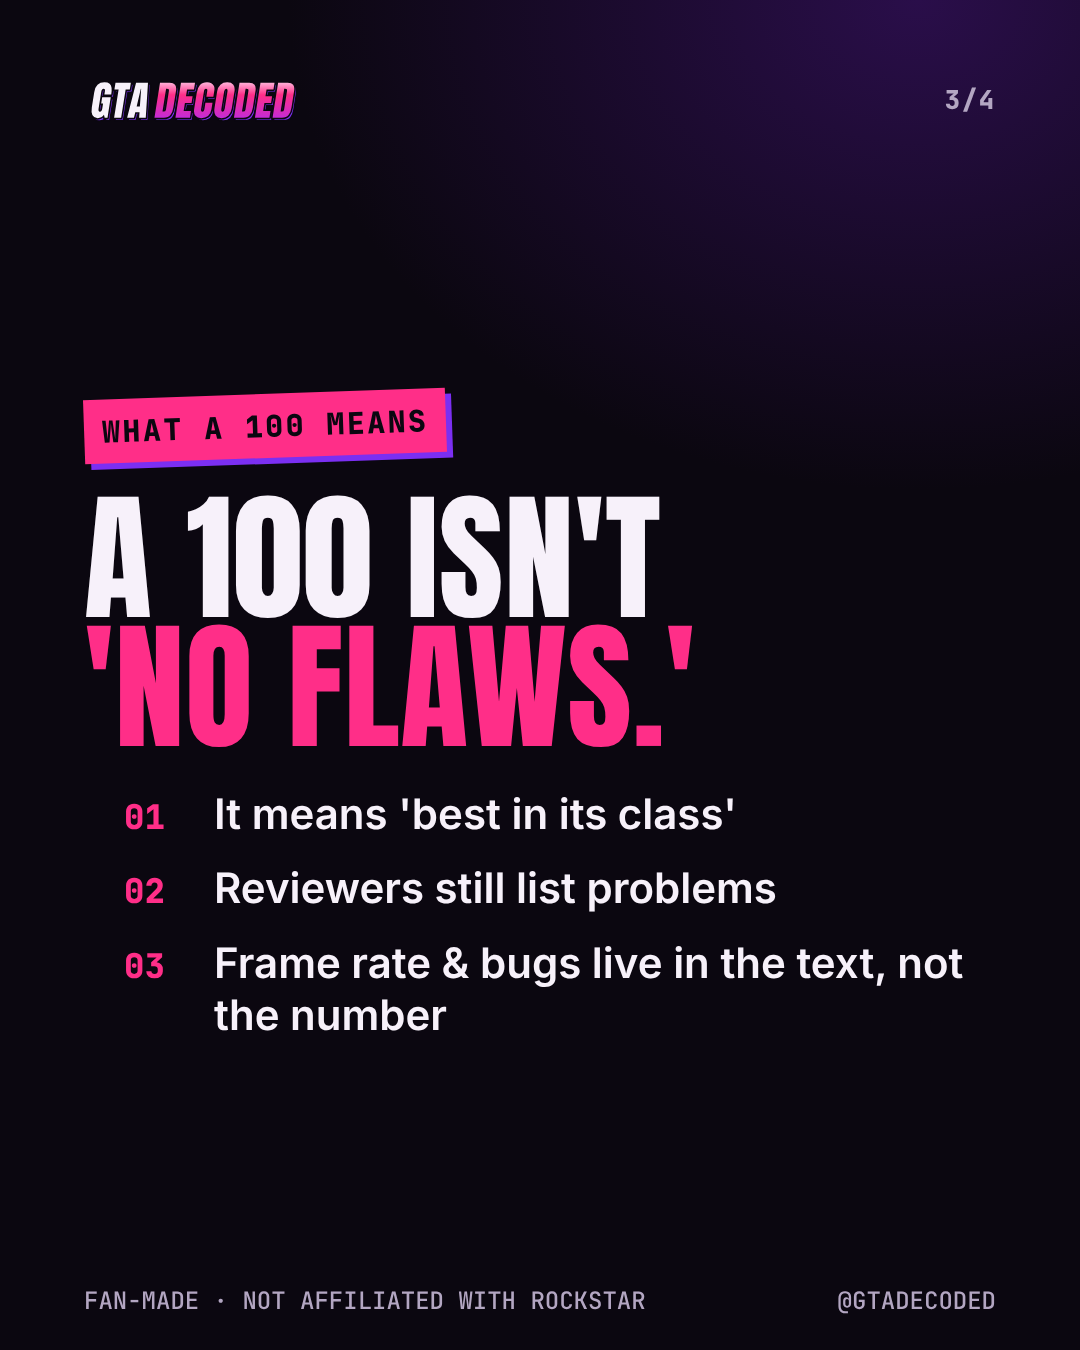 GTA DECODED
3/4
WHAT A 100 MEANS
A 100 ISN'T
'NO FLAWS.'
01 It means 'best in its class'
02 Reviewers still list problems
03 Frame rate & bugs live in the text, not
the number
FAN-MADE · NOT AFFILIATED WITH ROCKSTAR
@GTADECODED